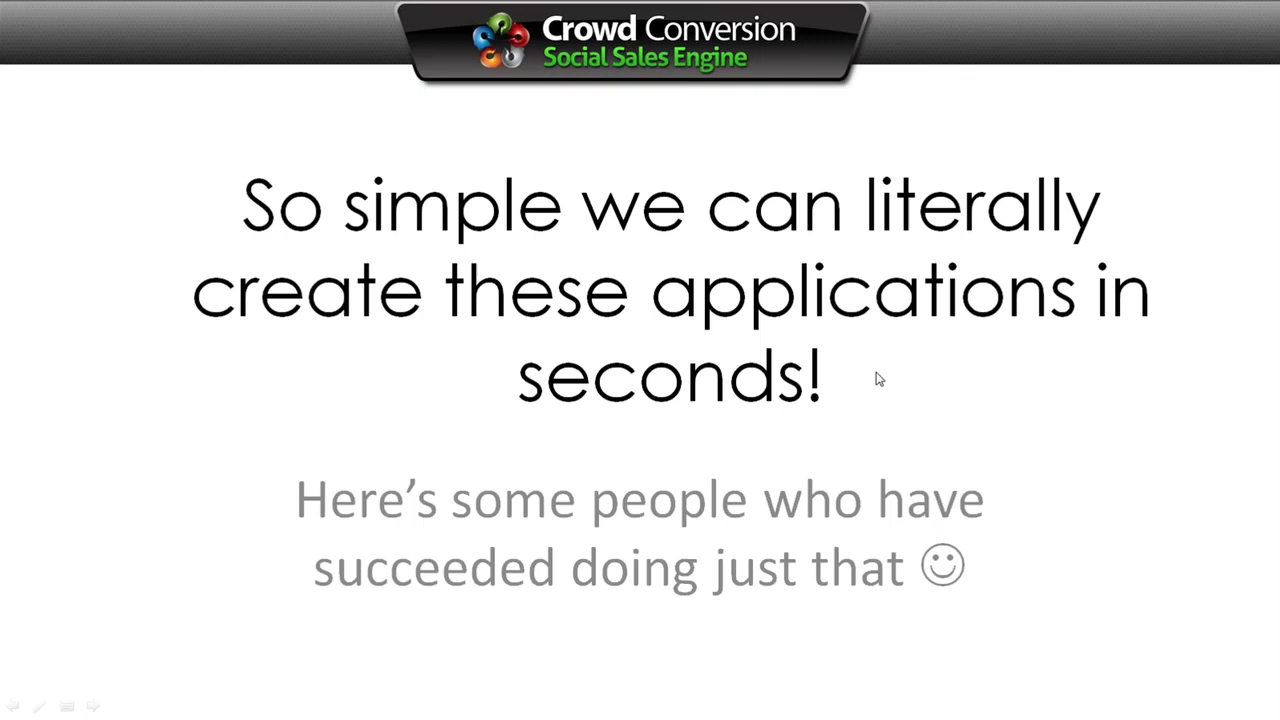 Crowd Conversion
Social Sales Engine
So simple we can literally
create these applications in
seconds!
Here’s some people who have
succeeded doing just that ☺